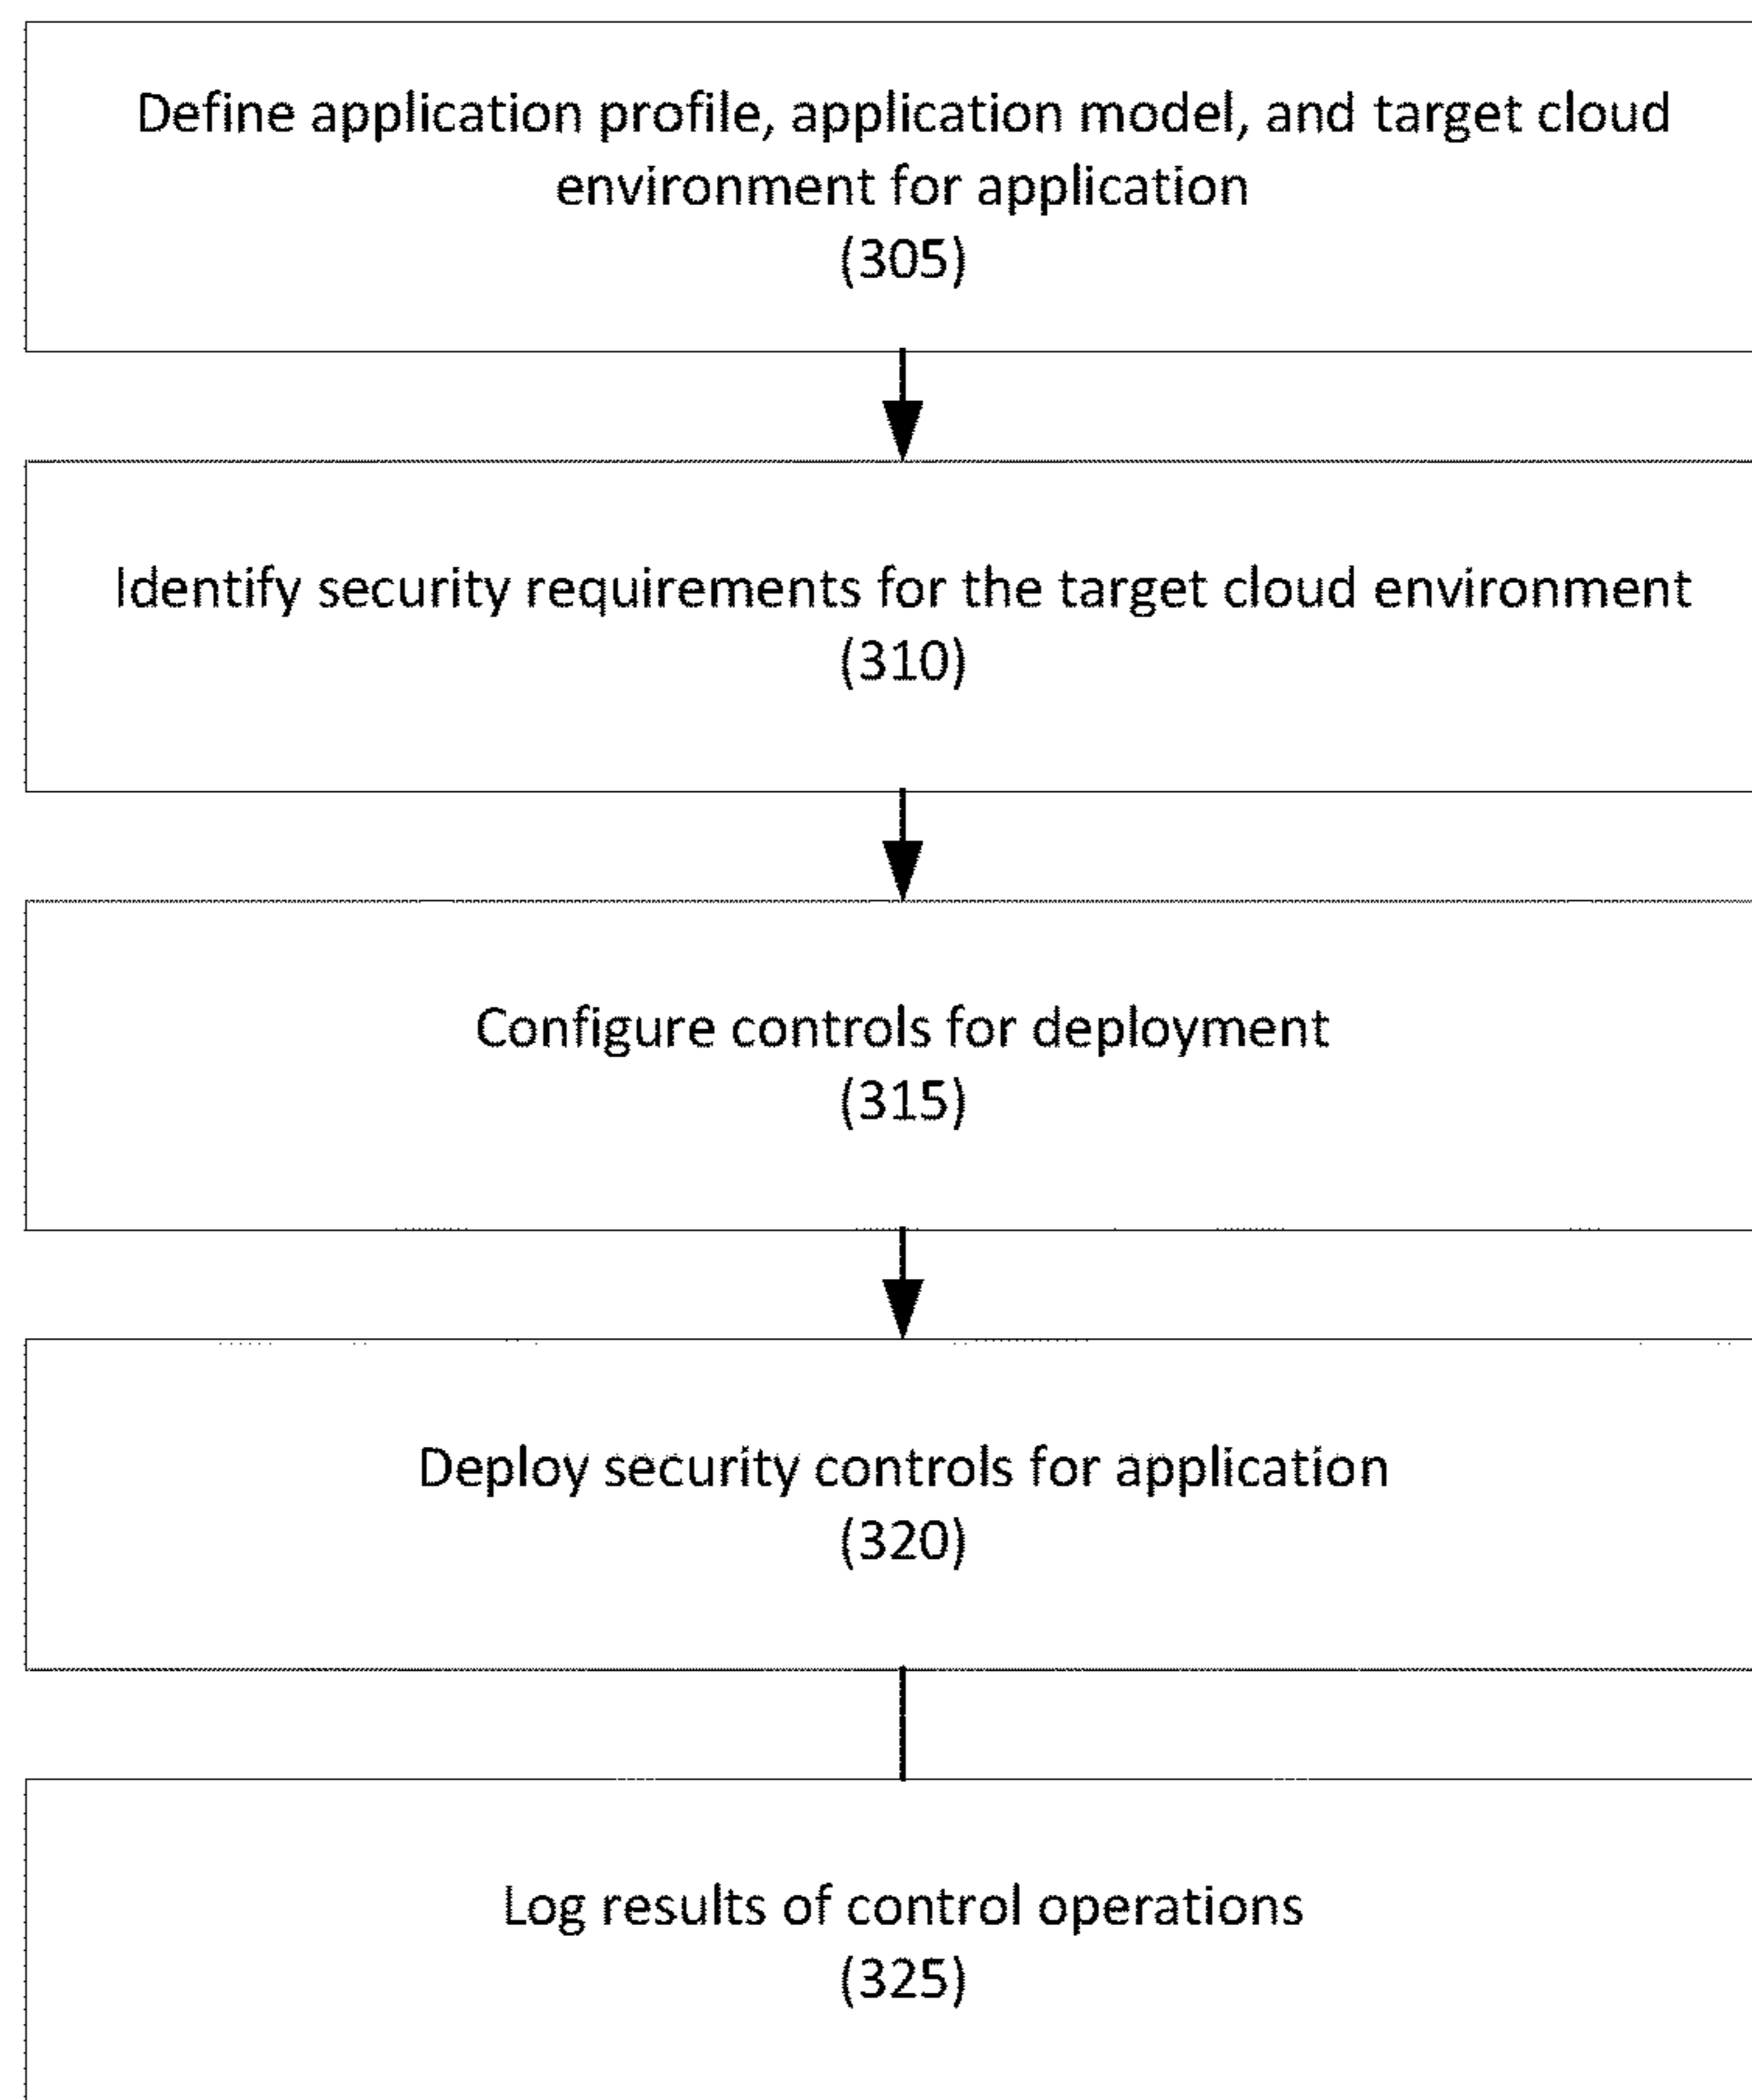 Define application profile, application model, and target cloud
environment for application
(305)
Identify security requirements for the target cloud environment
(310)
Configure controls for deployment
(315)
Deploy security controls for application
(320)
Log results of control operations
(325)